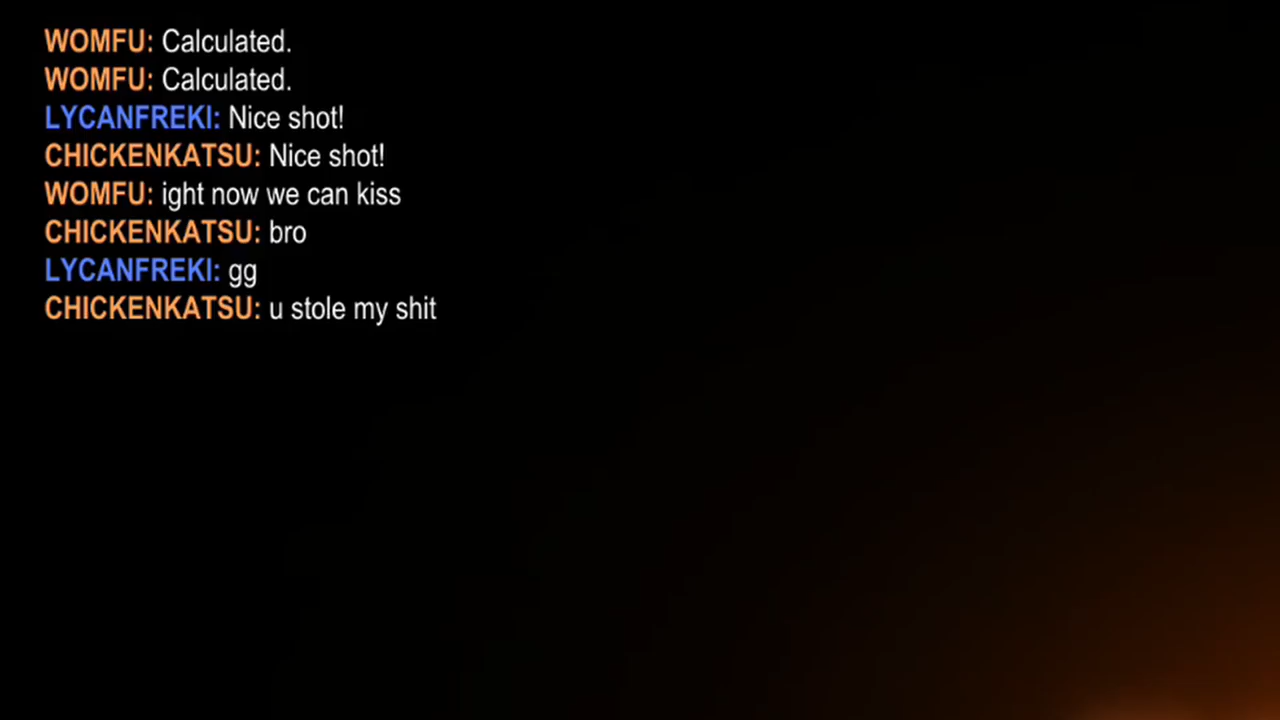 WOMFU: Calculated.
WOMFU: Calculated.
LYCANFREKI: Nice shot!
CHICKENKATSU: Nice shot!
WOMFU: ight now we can kiss
CHICKENKATSU: bro
LYCANFREKI: gg
CHICKENKATSU: u stole my shit